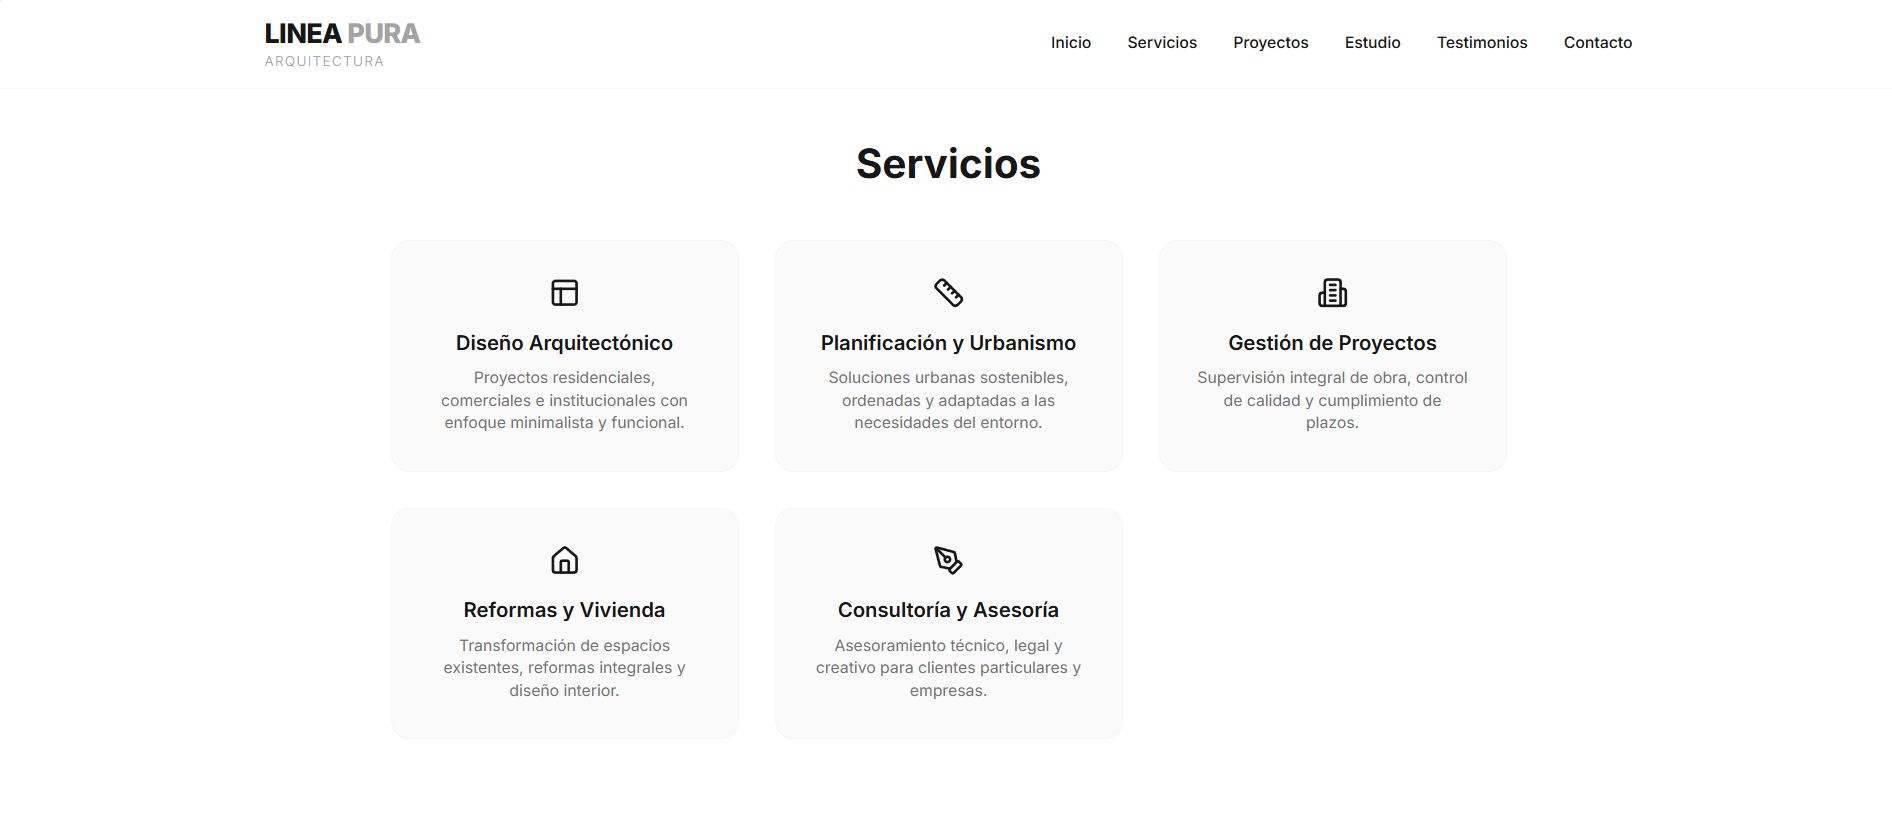 LINEA PURA
ARQUITECTURA
Inicio Servicios Proyectos Estudio Testimonios Contacto
Servicios
Diseño Arquitectónico
Proyectos residenciales,
comerciales e institucionales con
enfoque minimalista y funcional.
Planificación y Urbanismo
Soluciones urbanas sostenibles,
ordenadas y adaptadas a las
necesidades del entorno.
Gestión de Proyectos
Supervisión integral de obra, control
de calidad y cumplimiento de
plazos.
Reformas y Vivienda
Transformación de espacios
existentes, reformas integrales y
diseño interior.
Consultoría y Asesoría
Asesoramiento técnico, legal y
creativo para clientes particulares y
empresas.